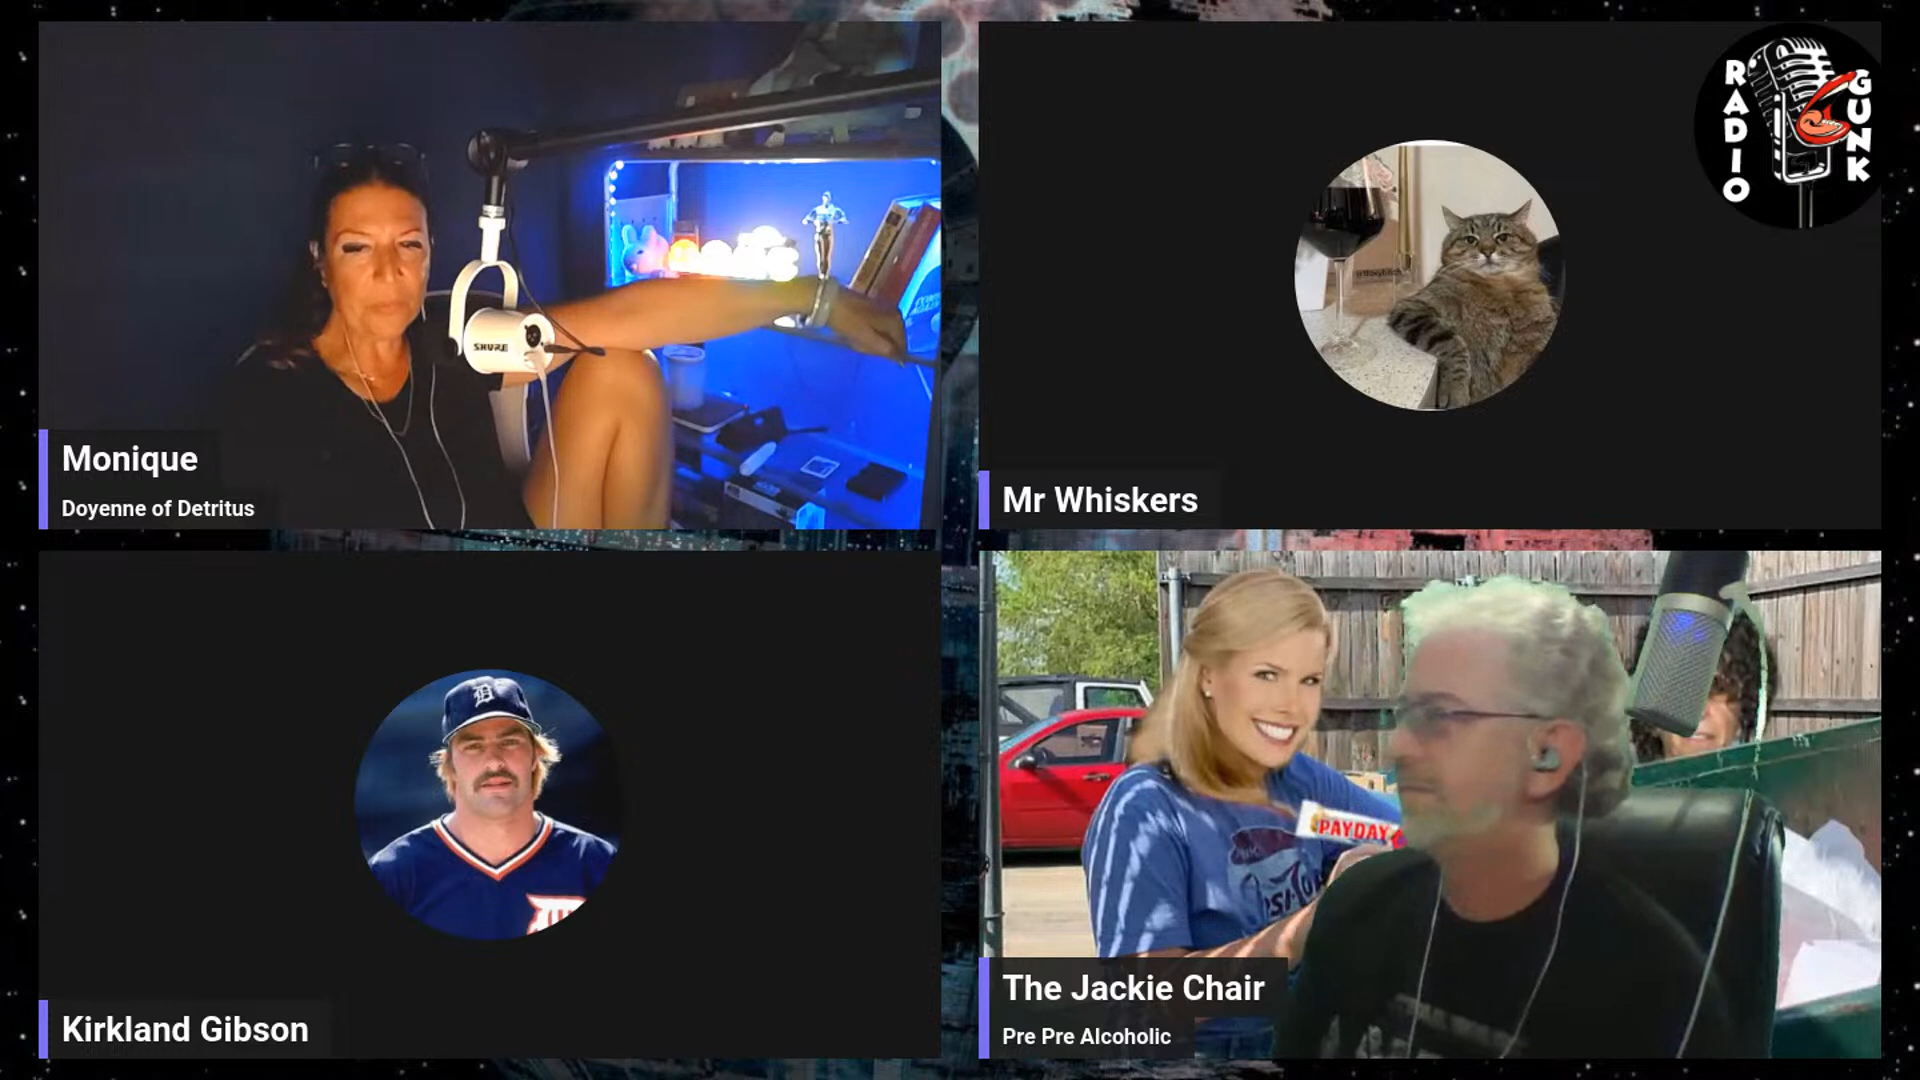 RADIO
GUNK
SHURE
Monique
Doyenne of Detritus
Mr Whiskers
PAYDAY
Kirkland Gibson
The Jackie Chair
Pre Pre Alcoholic